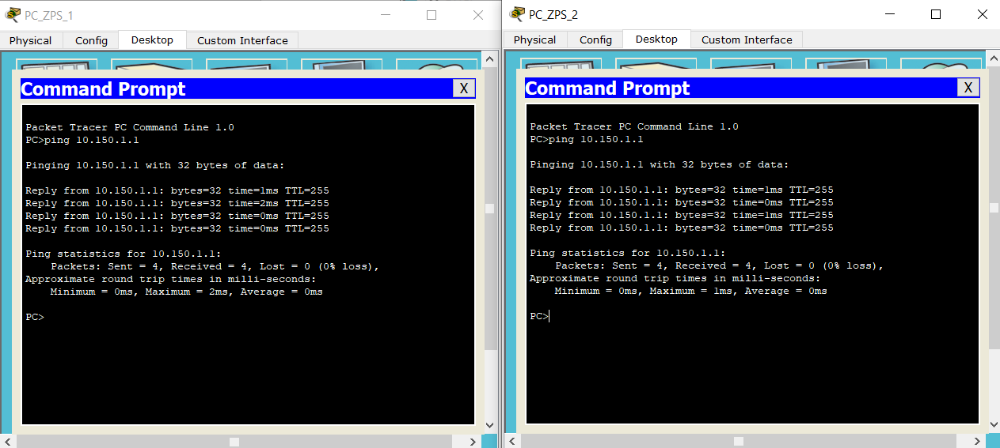 PC_ZPS_1
Physical Config Desktop Custom Interface
Command Prompt X
Packet Tracer PC Command Line 1.0
PC>ping 10.150.1.1
Pinging 10.150.1.1 with 32 bytes of data:
Reply from 10.150.1.1: bytes=32 time=1ms TTL=255
Reply from 10.150.1.1: bytes=32 time=2ms TTL=255
Reply from 10.150.1.1: bytes=32 time=0ms TTL=255
Reply from 10.150.1.1: bytes=32 time=0ms TTL=255
Ping statistics for 10.150.1.1:
Packets: Sent = 4, Received = 4, Lost = 0 (0% loss),
Approximate round trip times in milli-seconds:
Minimum = 0ms, Maximum = 2ms, Average = 0ms
PC>
PC_ZPS_2
Physical Config Desktop Custom Interface
Command Prompt X
Packet Tracer PC Command Line 1.0
PC>ping 10.150.1.1
Pinging 10.150.1.1 with 32 bytes of data:
Reply from 10.150.1.1: bytes=32 time=1ms TTL=255
Reply from 10.150.1.1: bytes=32 time=0ms TTL=255
Reply from 10.150.1.1: bytes=32 time=1ms TTL=255
Reply from 10.150.1.1: bytes=32 time=0ms TTL=255
Ping statistics for 10.150.1.1:
Packets: Sent = 4, Received = 4, Lost = 0 (0% loss),
Approximate round trip times in milli-seconds:
Minimum = 0ms, Maximum = 1ms, Average = 0ms
PC>